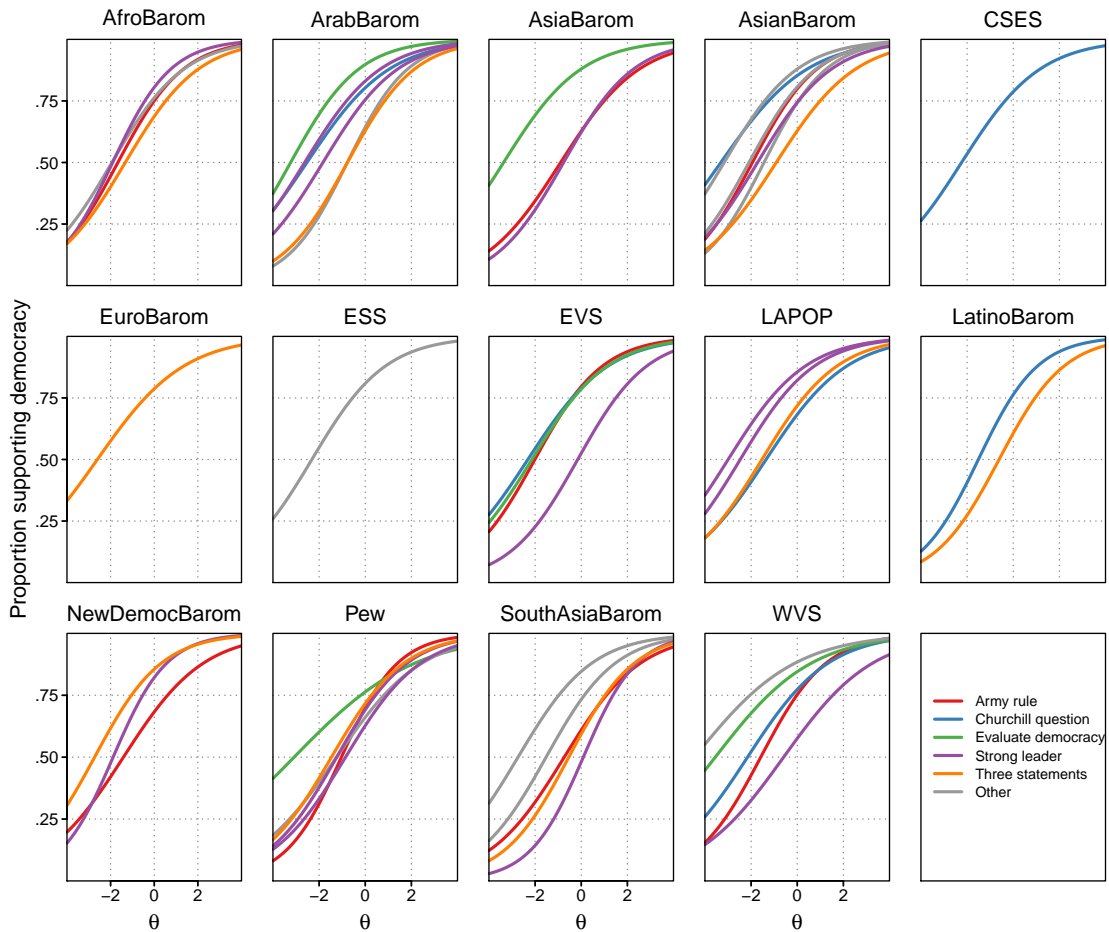 AfroBarom
ArabBarom
AsiaBarom
AsianBarom
CSES
.75
.50
.25
EuroBarom
ESS
EVS
LAPOP
LatinoBarom
Proportion supporting democracy
.75
.50
.25
NewDemocBarom
Pew
SouthAsiaBarom
WVS
.75
.50
.25
Army rule
Churchill question
Evaluate democracy
Strong leader
Three statements
Other
−2 0 2
−2 0 2
−2 0 2
−2 0 2
θ
θ
θ
θ